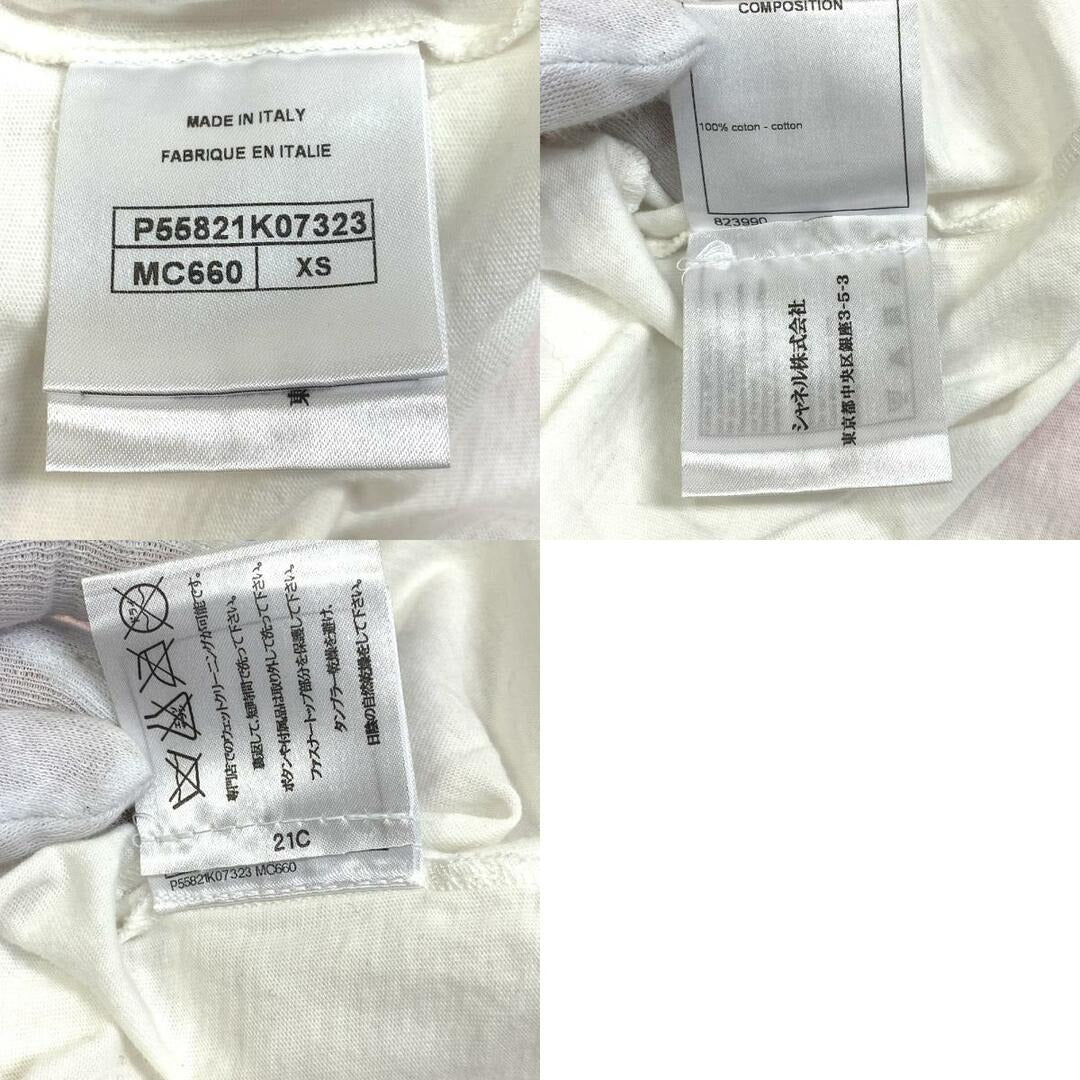 MADE IN ITALY
FABRIQUE EN ITALIE
P55821K07323
MC660 XS
東
COMPOSITION
100% coton - cotton
823990
シャネル株式会社
東京都中央区銀座3-5-3
ドライ
専門店でのウェットクリーニングが可能です。
裏返して、短時間で洗って下さい。
ボタンや付属品は取り外して洗って下さい。
ファスナートップ部分を保護して下さい。
タンブラー乾燥を避け、
日陰の自然乾燥をして下さい。
21C
P55821K07323 MC660